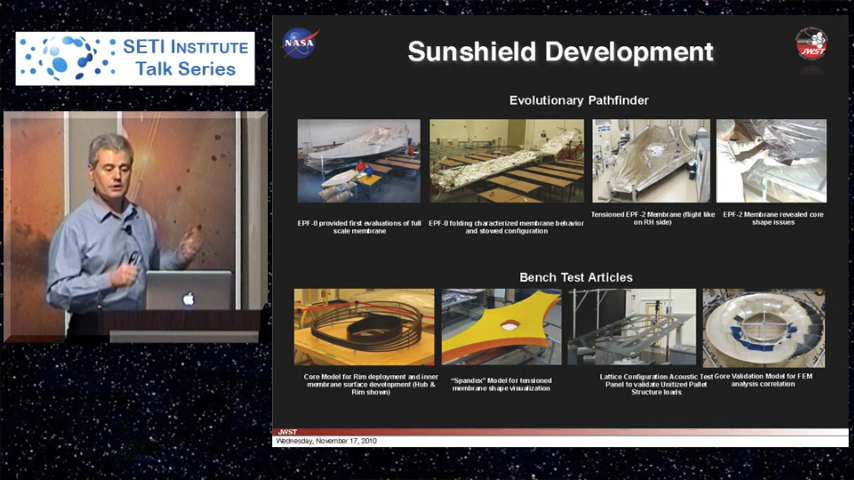 SETI INSTITUTE
Talk Series
NASA
Sunshield Development
JWST
Evolutionary Pathfinder
EPF-0 provided first evaluations of full
scale membrane
EPF-0 folding characterized membrane behavior
and stowed configuration
Tensioned EPF-2 Membrane (flight like
on RH side)
EPF-2 Membrane revealed core
shape issues
Bench Test Articles
Core Model for Rim deployment and inner
membrane surface development (Hub &
Rim shown)
"Spandex" Model for tensioned
membrane shape visualization
Lattice Configuration Acoustic Test
Panel to validate Unitized Pallet
Structure loads
Gore Validation Model for FEM
analysis correlation
JWST
Wednesday, November 17, 2010